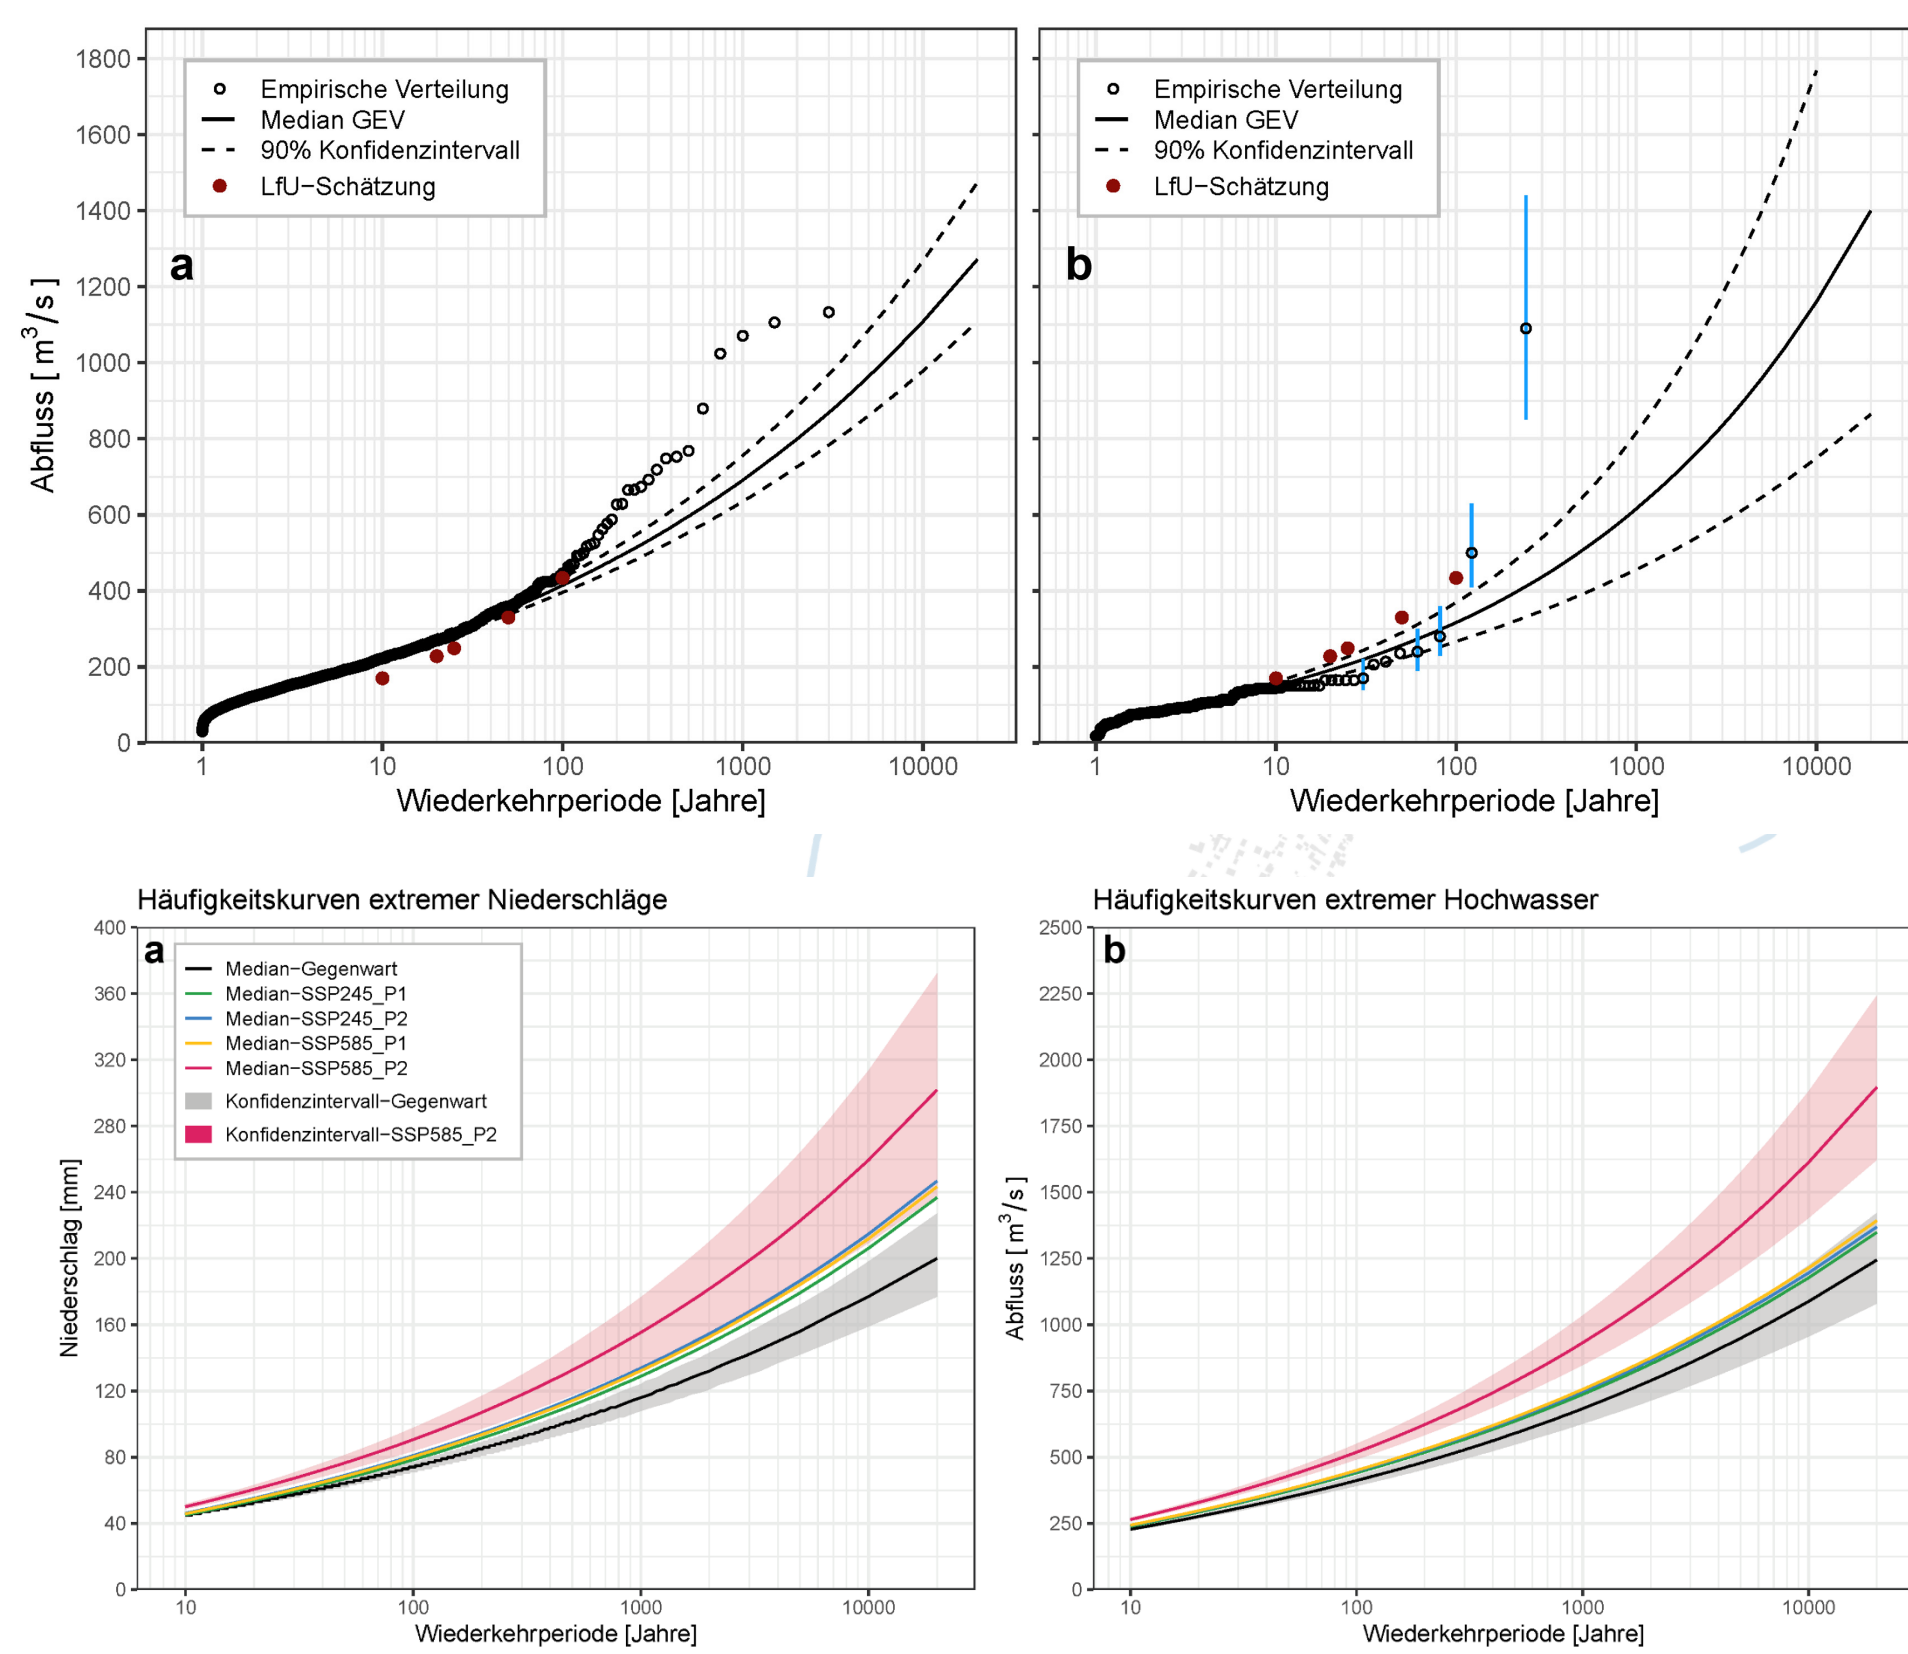 1800
1600
1400
1200
1000
800
600
400
200
0
Abfluss [ m³/s ]
Empirische Verteilung
Median GEV
90% Konfidenzintervall
LfU−Schätzung
a
1 10 100 1000 10000
Wiederkehrperiode [Jahre]
Empirische Verteilung
Median GEV
90% Konfidenzintervall
LfU−Schätzung
b
1 10 100 1000 10000
Wiederkehrperiode [Jahre]
Häufigkeitskurven extremer Niederschläge
400
360
320
280
240
200
160
120
80
40
0
Niederschlag [mm]
a
Median−Gegenwart
Median−SSP245_P1
Median−SSP245_P2
Median−SSP585_P1
Median−SSP585_P2
Konfidenzintervall−Gegenwart
Konfidenzintervall−SSP585_P2
10 100 1000 10000
Wiederkehrperiode [Jahre]
Häufigkeitskurven extremer Hochwasser
2500
2250
2000
1750
1500
1250
1000
750
500
250
0
Abfluss [ m³/s ]
b
10 100 1000 10000
Wiederkehrperiode [Jahre]